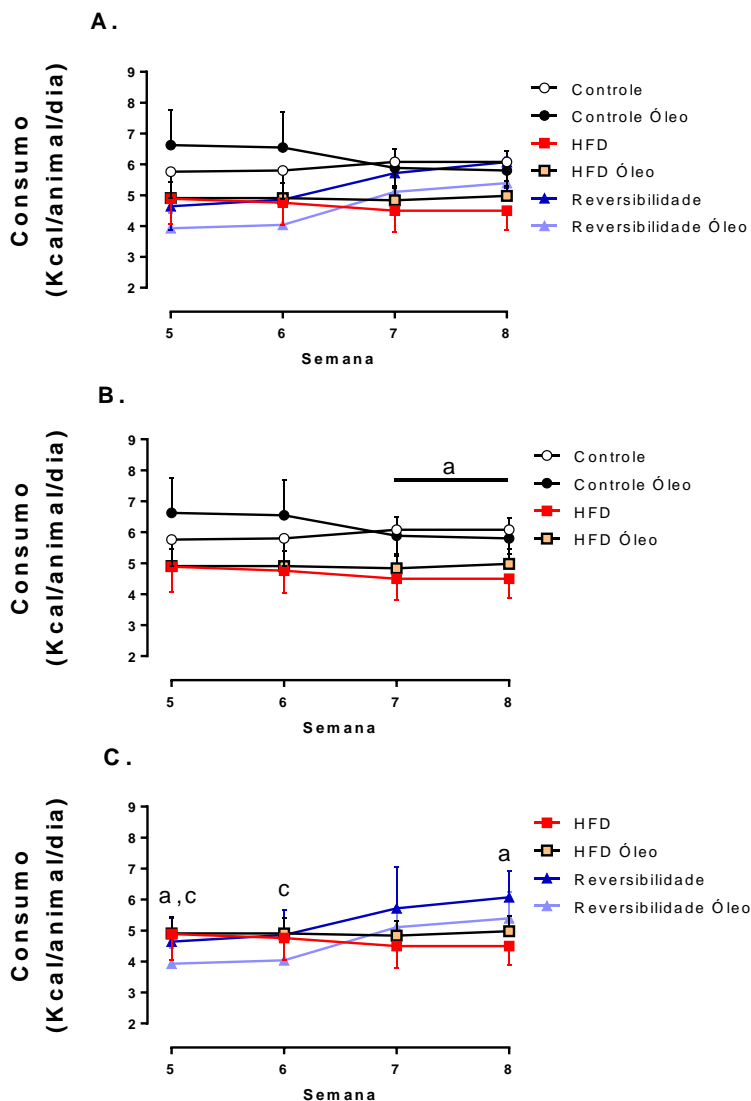 A.
Consumo
(Kcal/animal/dia)
9
8
7
6
5
4
3
2
5 6 7 8
Semana
Controle
Controle Óleo
HFD
HFD Óleo
Reversibilidade
Reversibilidade Óleo
B.
Consumo
(Kcal/animal/dia)
9
8
7
6
5
4
3
2
a
5 6 7 8
Semana
Controle
Controle Óleo
HFD
HFD Óleo
C.
Consumo
(Kcal/animal/dia)
9
8
7
6
5
4
3
2
a,c
c
a
5 6 7 8
Semana
HFD
HFD Óleo
Reversibilidade
Reversibilidade Óleo